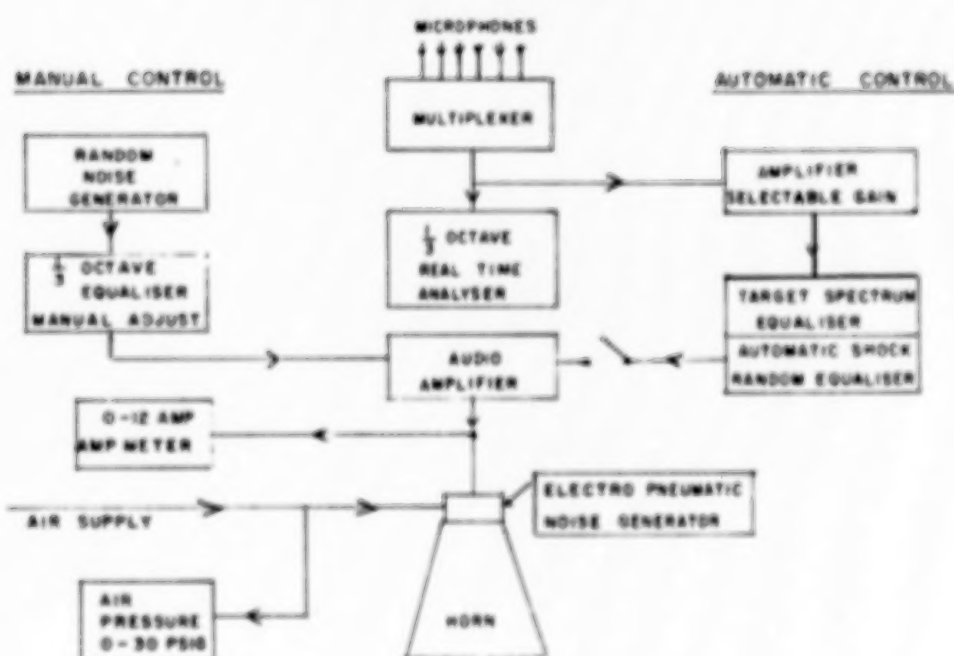 MICROPHONES
MANUAL CONTROL
AUTOMATIC CONTROL
MULTIPLEXER
RANDOM
NOISE
GENERATOR
AMPLIFIER
SELECTABLE GAIN
1/3 OCTAVE
EQUALISER
MANUAL ADJUST
1/3 OCTAVE
REAL TIME
ANALYSER
TARGET SPECTRUM
EQUALISER
AUTOMATIC SHOCK
RANDOM EQUALISER
AUDIO
AMPLIFIER
0-12 AMP
AMP METER
ELECTRO PNEUMATIC
NOISE GENERATOR
AIR SUPPLY
AIR
PRESSURE
0-30 PSIG
HORN